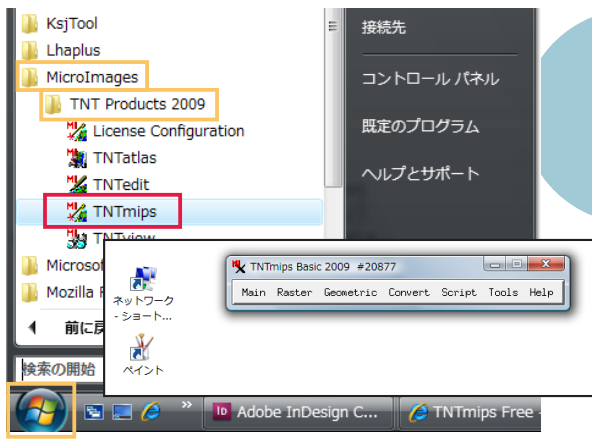 KsjTool
Lhaplus
MicroImages
TNT Products 2009
License Configuration
TNTatlas
TNTedit
TNTmips
TNTview
Microsof
Mozilla F
前に戻
検索の開始
接続先
コントロール パネル
既定のプログラム
ヘルプとサポート
ネットワーク
- ショート...
ペイント
TNTmips Basic 2009 #20877
Main Raster Geometric Convert Script Tools Help
»
Adobe InDesign C...
TNTmips Free -